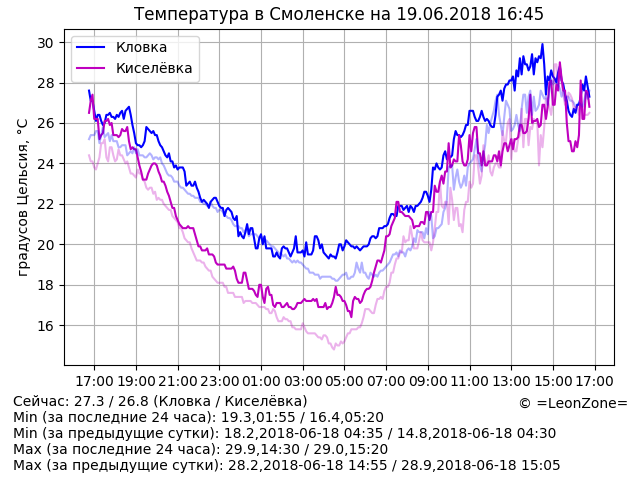 Температура в Смоленске на 19.06.2018 16:45
Кловка
Киселёвка
градусов Цельсия, °C
30
28
26
24
22
20
18
16
17:00 19:00 21:00 23:00 01:00 03:00 05:00 07:00 09:00 11:00 13:00 15:00 17:00
Сейчас: 27.3 / 26.8 (Кловка / Киселёвка)
© =LeonZone=
Min (за последние 24 часа): 19.3,01:55 / 16.4,05:20
Min (за предыдущие сутки): 18.2,2018-06-18 04:35 / 14.8,2018-06-18 04:30
Max (за последние 24 часа): 29.9,14:30 / 29.0,15:20
Max (за предыдущие сутки): 28.2,2018-06-18 14:55 / 28.9,2018-06-18 15:05